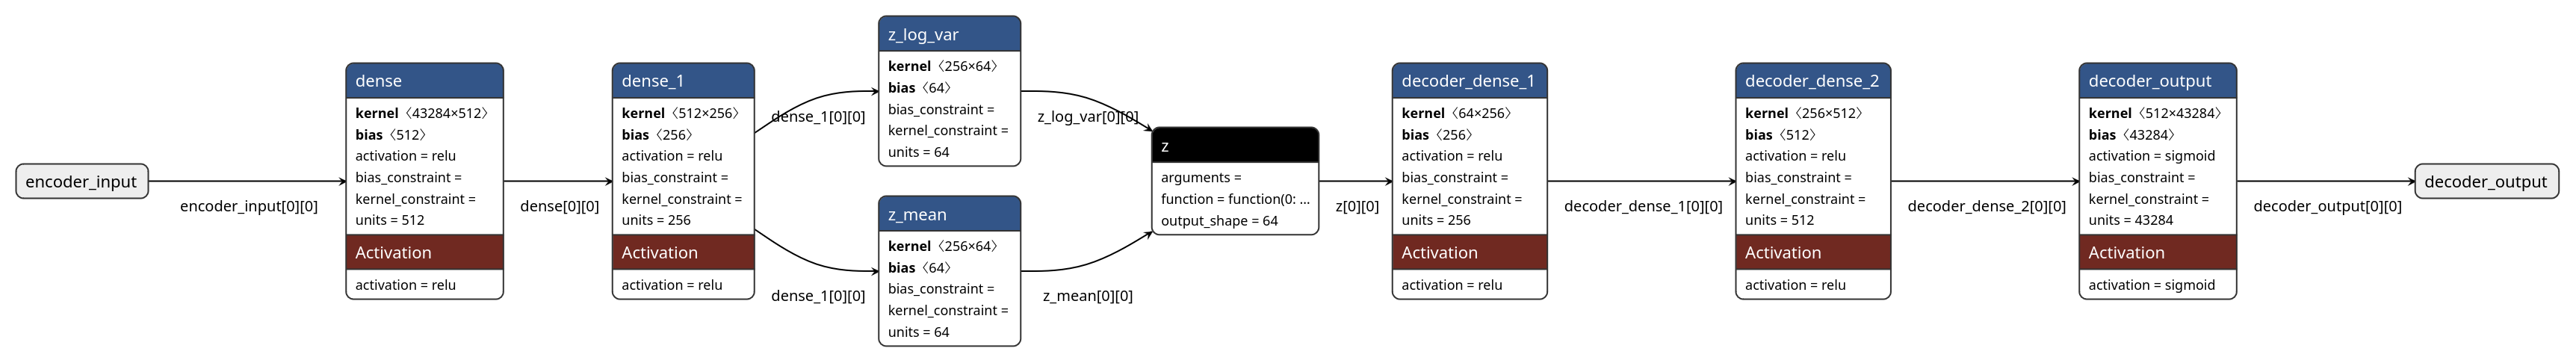 encoder_input
encoder_input[0][0]
dense
kernel〈43284×512〉
bias〈512〉
activation = relu
bias_constraint =
kernel_constraint =
units = 512
Activation
activation = relu
dense[0][0]
dense_1
kernel〈512×256〉
bias〈256〉
activation = relu
bias_constraint =
kernel_constraint =
units = 256
Activation
activation = relu
dense_1[0][0]
z_log_var
kernel〈256×64〉
bias〈64〉
bias_constraint =
kernel_constraint =
units = 64
z_log_var[0][0]
dense_1[0][0]
z_mean
kernel〈256×64〉
bias〈64〉
bias_constraint =
kernel_constraint =
units = 64
z_mean[0][0]
z
arguments =
function = function(0: ...
output_shape = 64
z[0][0]
decoder_dense_1
kernel〈64×256〉
bias〈256〉
activation = relu
bias_constraint =
kernel_constraint =
units = 256
Activation
activation = relu
decoder_dense_1[0][0]
decoder_dense_2
kernel〈256×512〉
bias〈512〉
activation = relu
bias_constraint =
kernel_constraint =
units = 512
Activation
activation = relu
decoder_dense_2[0][0]
decoder_output
kernel〈512×43284〉
bias〈43284〉
activation = sigmoid
bias_constraint =
kernel_constraint =
units = 43284
Activation
activation = sigmoid
decoder_output[0][0]
decoder_output